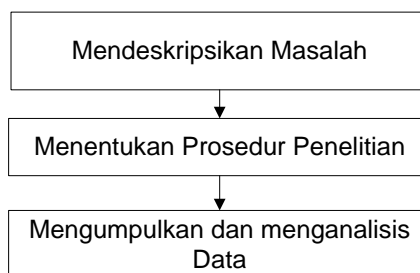 Mendeskripsikan Masalah
Menentukan Prosedur Penelitian
Mengumpulkan dan menganalisis
Data